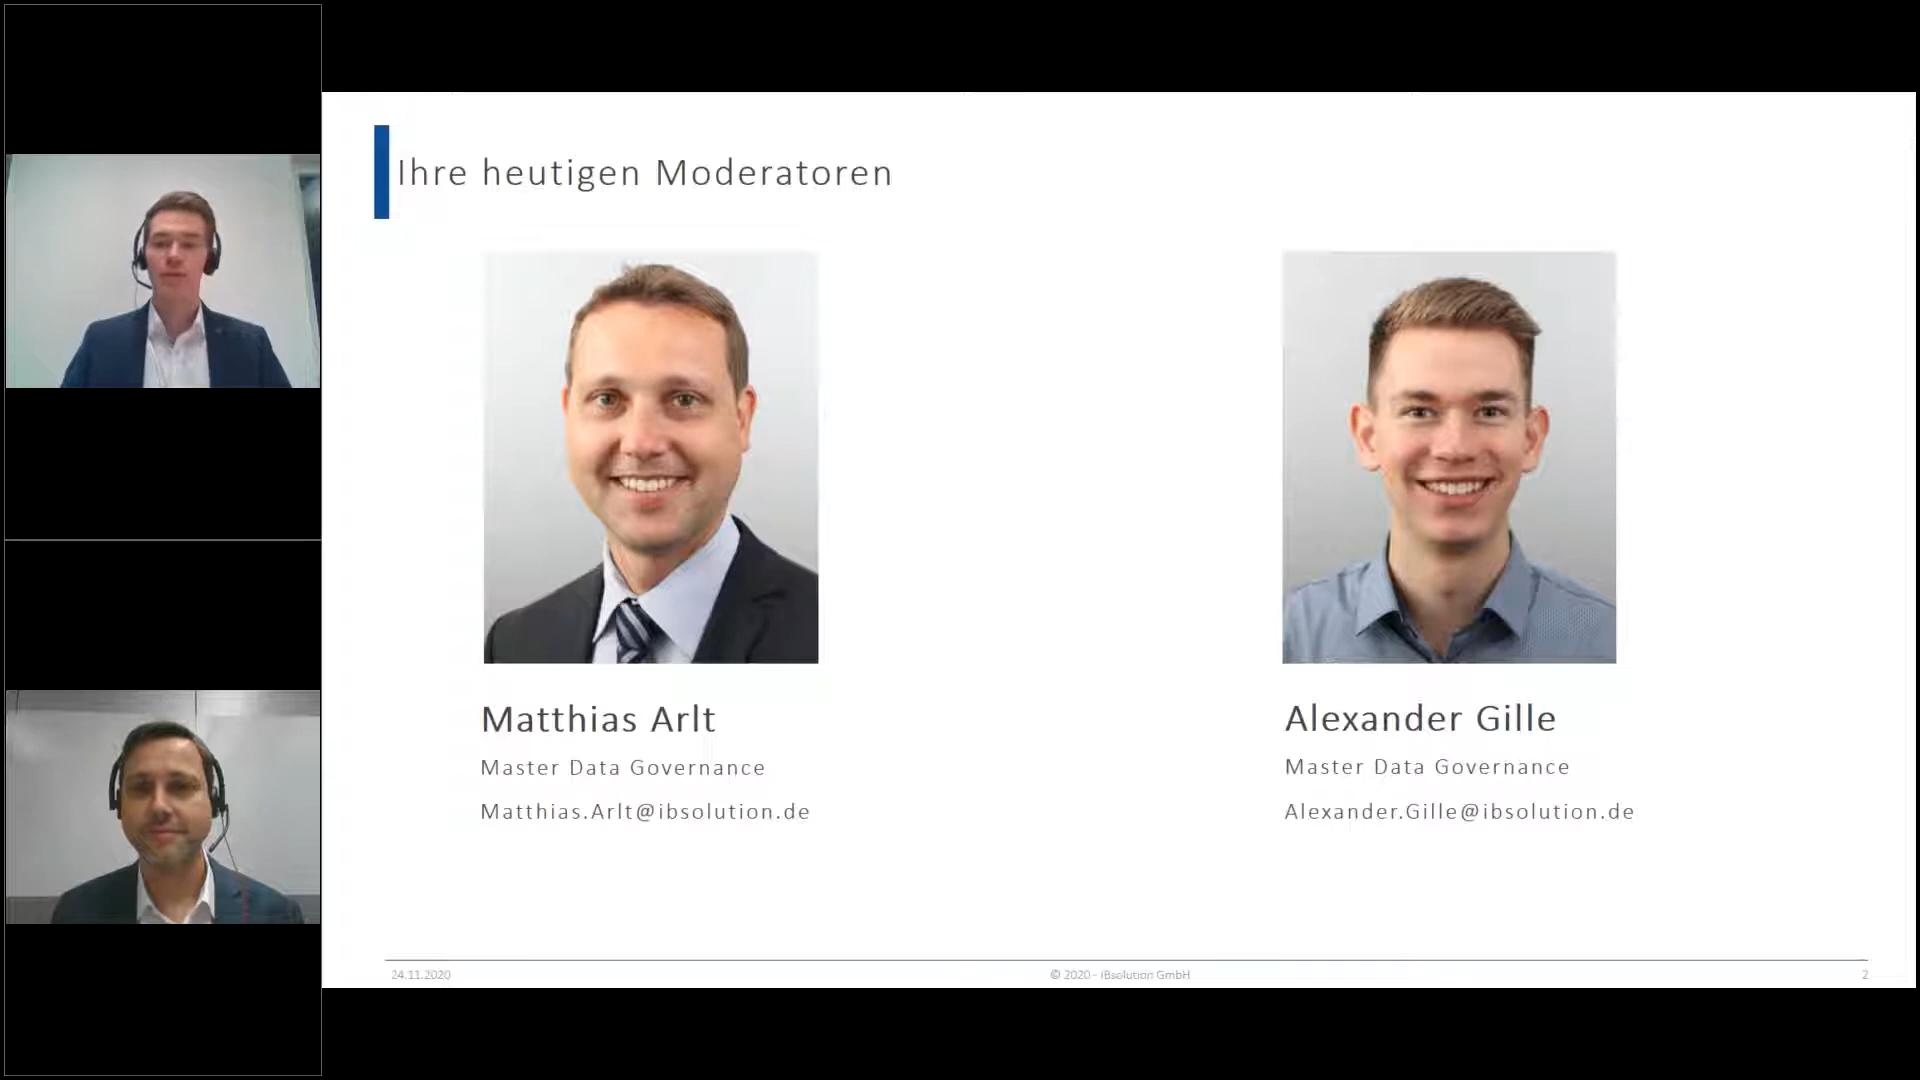 Ihre heutigen Moderatoren
Matthias Arlt
Master Data Governance
Matthias.Arlt@ibsolution.de
Alexander Gille
Master Data Governance
Alexander.Gille@ibsolution.de
24.11.2020
© 2020 - iBsolution GmbH
2